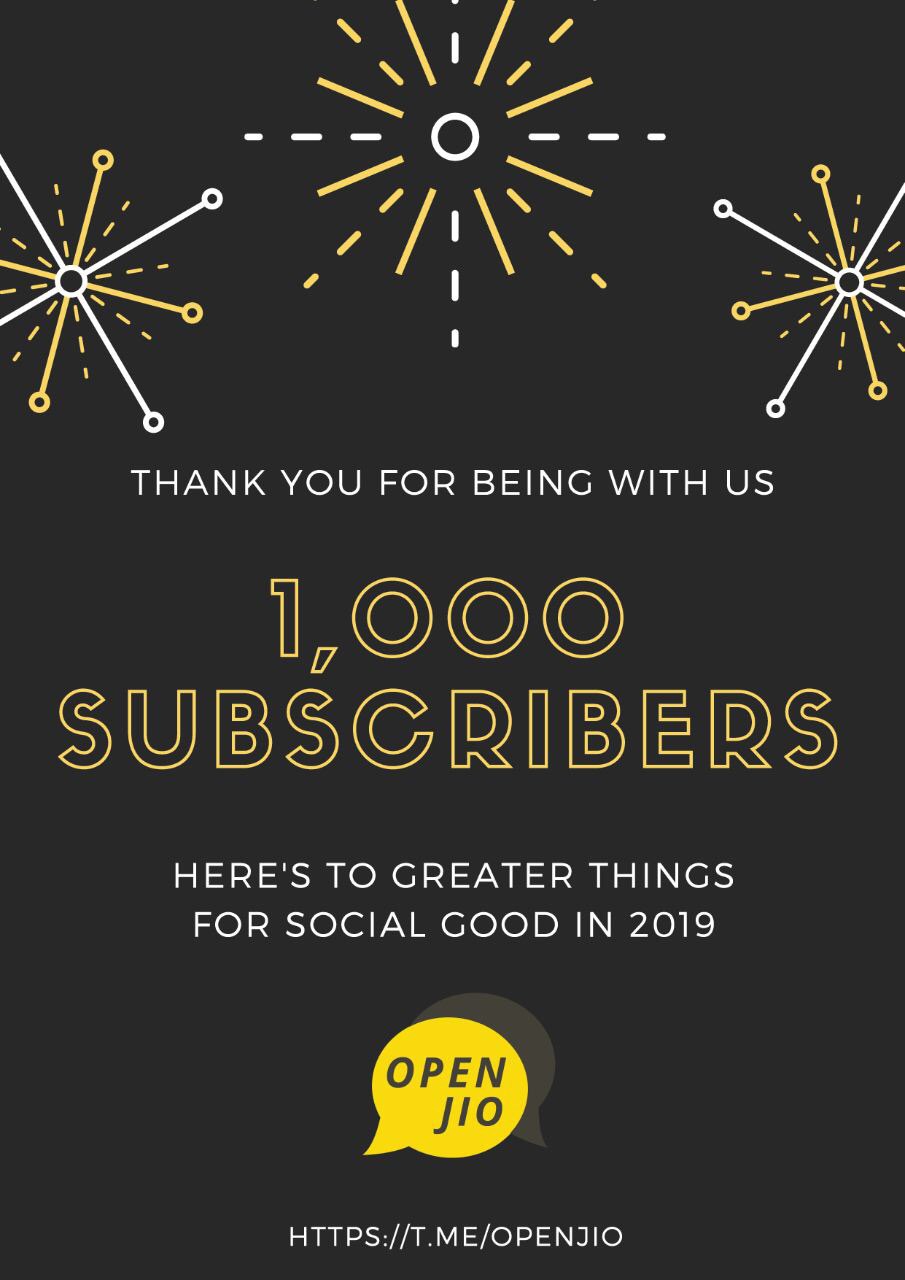 THANK YOU FOR BEING WITH US
1,000
SUBSCRIBERS
HERE'S TO GREATER THINGS
FOR SOCIAL GOOD IN 2019
OPEN
JIO
HTTPS://T.ME/OPENJIO